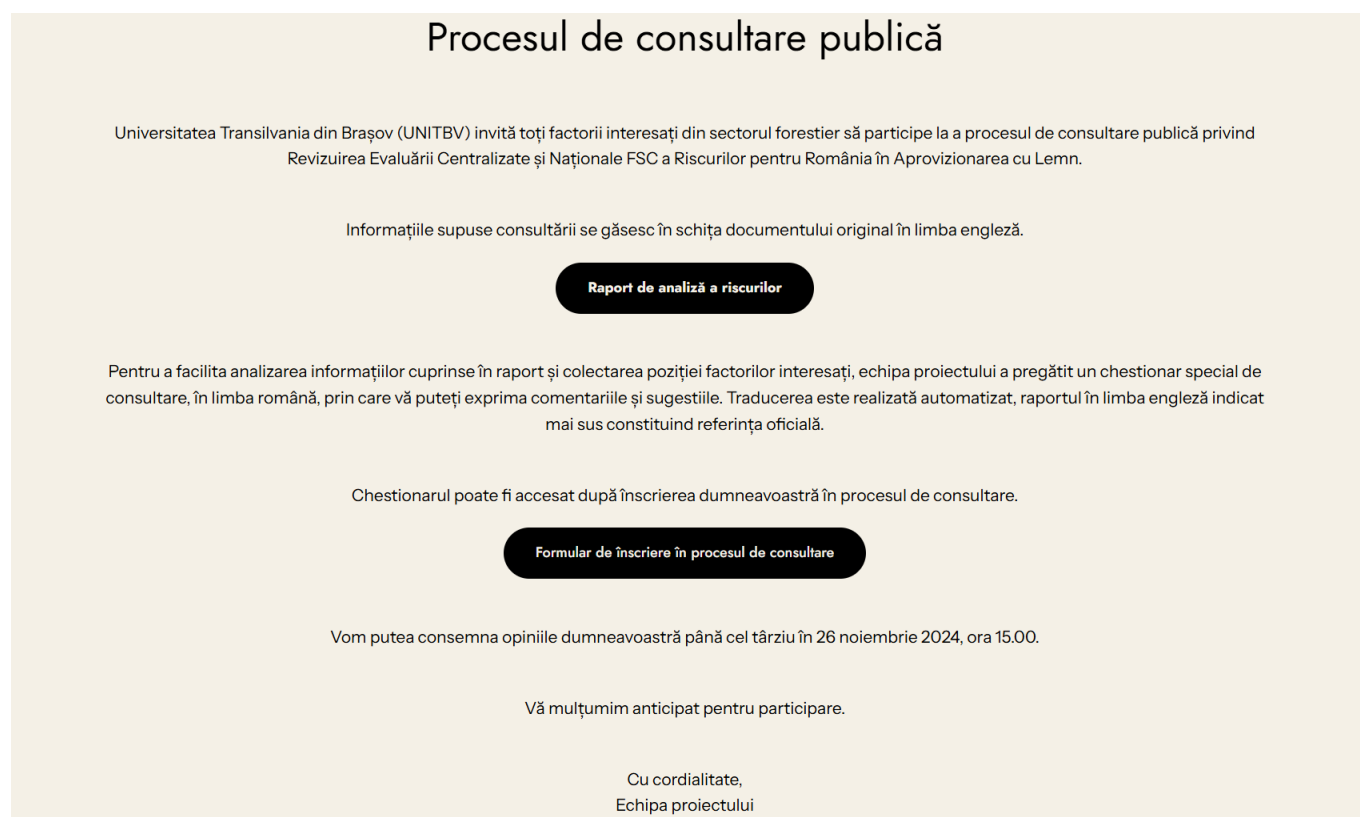 Procesul de consultare publică
Universitatea Transilvania din Brașov (UNITBV) invită toți factorii interesați din sectorul forestier să participe la a procesul de consultare publică privind
Revizuirea Evaluării Centralizate și Naționale FSC a Riscurilor pentru România în Aprovizionarea cu Lemn.
Informațiile supuse consultării se găsesc în schița documentului original în limba engleză.
Raport de analiză a riscurilor
Pentru a facilita analizarea informațiilor cuprinse în raport și colectarea poziției factorilor interesați, echipa proiectului a pregătit un chestionar special de
consultare, în limba română, prin care vă puteți exprima comentariile și sugestiile. Traducerea este realizată automatizat, raportul în limba engleză indicat
mai sus constituind referința oficială.
Chestionarul poate fi accesat după înscrierea dumneavoastră în procesul de consultare.
Formular de înscriere în procesul de consultare
Vom putea consemna opiniile dumneavoastră până cel târziu în 26 noiembrie 2024, ora 15.00.
Vă mulțumim anticipat pentru participare.
Cu cordialitate,
Echipa proiectului